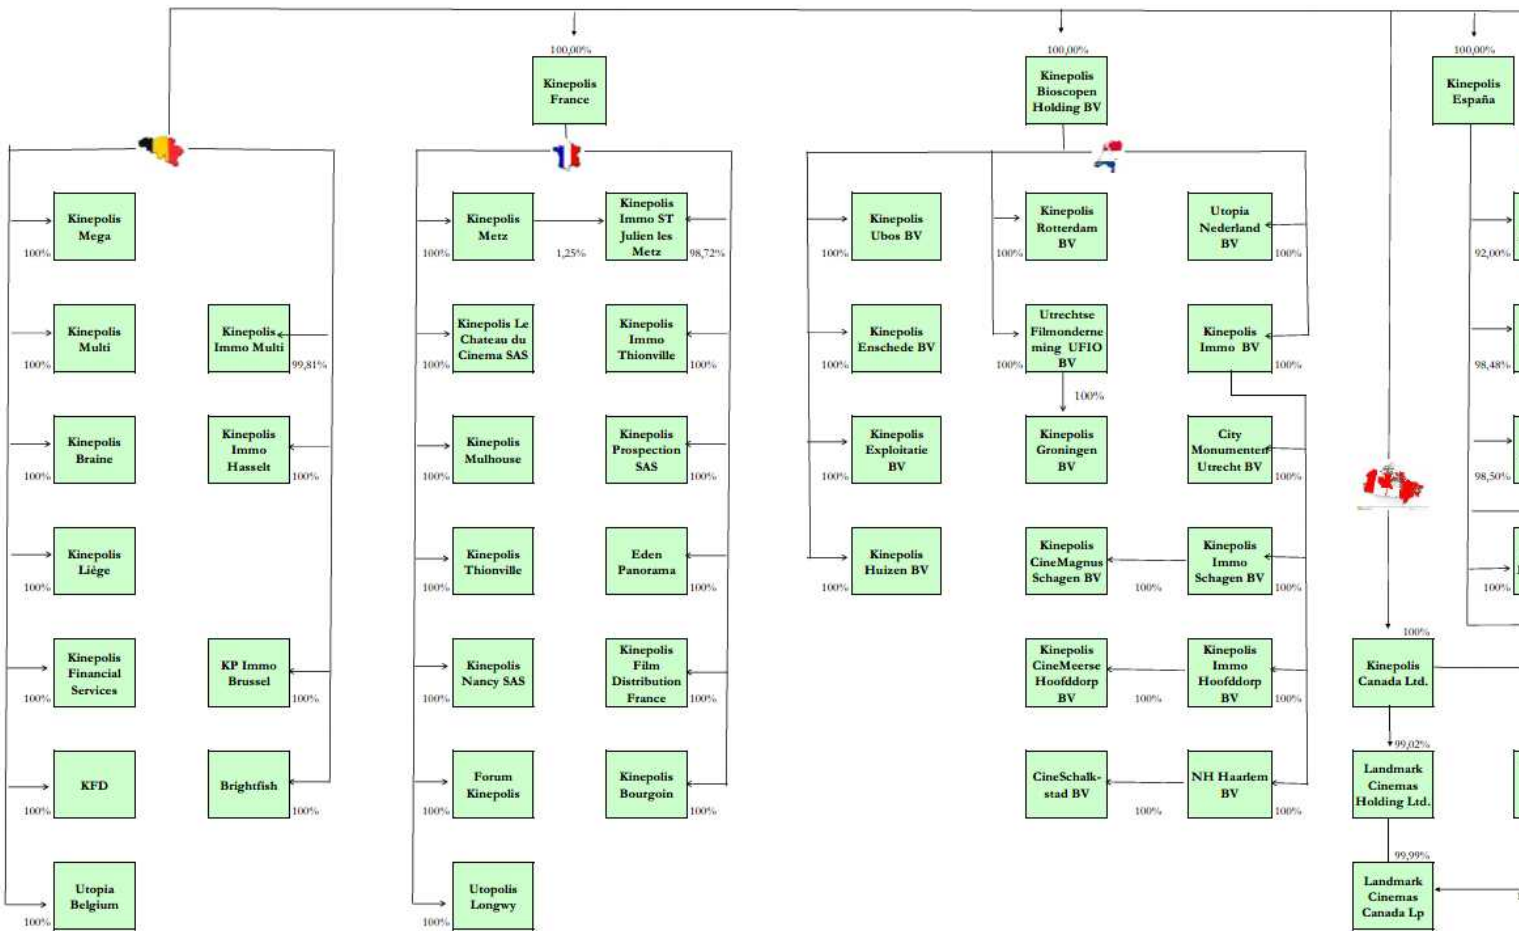 100,00%
100,00%
100,00%
Kinepolis
France
Kinepolis
Bioscopen
Holding BV
Kinepolis
España
Kinepolis
Mega
100%
Kinepolis
Metz
100%
1,25%
Kinepolis
Immo ST
Julien les
Metz
98,72%
Kinepolis
Ubos BV
100%
Kinepolis
Rotterdam
BV
100%
Utopia
Nederland
BV
100%
92,00%
Kinepolis
Multi
100%
Kinepolis
Immo Multi
99,81%
Kinepolis Le
Chateau du
Cinema SAS
100%
Kinepolis
Immo
Thionville
100%
Kinepolis
Enschede BV
100%
Utrechtse
Filmonderne
ming UFIO
BV
100%
100%
Kinepolis
Immo BV
100%
98,48%
Kinepolis
Braine
100%
Kinepolis
Immo
Hasselt
100%
Kinepolis
Mulhouse
100%
Kinepolis
Prospection
SAS
100%
Kinepolis
Exploitatie
BV
100%
Kinepolis
Groningen
BV
City
Monumenten
Utrecht BV
100%
98,50%
Kinepolis
Liège
100%
Kinepolis
Thionville
100%
Eden
Panorama
100%
Kinepolis
Huizen BV
100%
Kinepolis
CineMagnus
Schagen BV
100%
Kinepolis
Immo
Schagen BV
100%
100%
Kinepolis
Financial
Services
100%
KP Immo
Brussel
100%
Kinepolis
Nancy SAS
100%
Kinepolis
Film
Distribution
France
100%
Kinepolis
CineMeerse
Hoofddorp
BV
100%
Kinepolis
Immo
Hoofddorp
BV
100%
100%
Kinepolis
Canada Ltd.
KFD
100%
Brightfish
100%
Forum
Kinepolis
100%
Kinepolis
Bourgoin
100%
CineSchalk-
stad BV
100%
NH Haarlem
BV
100%
99,02%
Landmark
Cinemas
Holding Ltd.
Utopia
Belgium
100%
Utopolis
Longwy
100%
99,99%
Landmark
Cinemas
Canada Lp